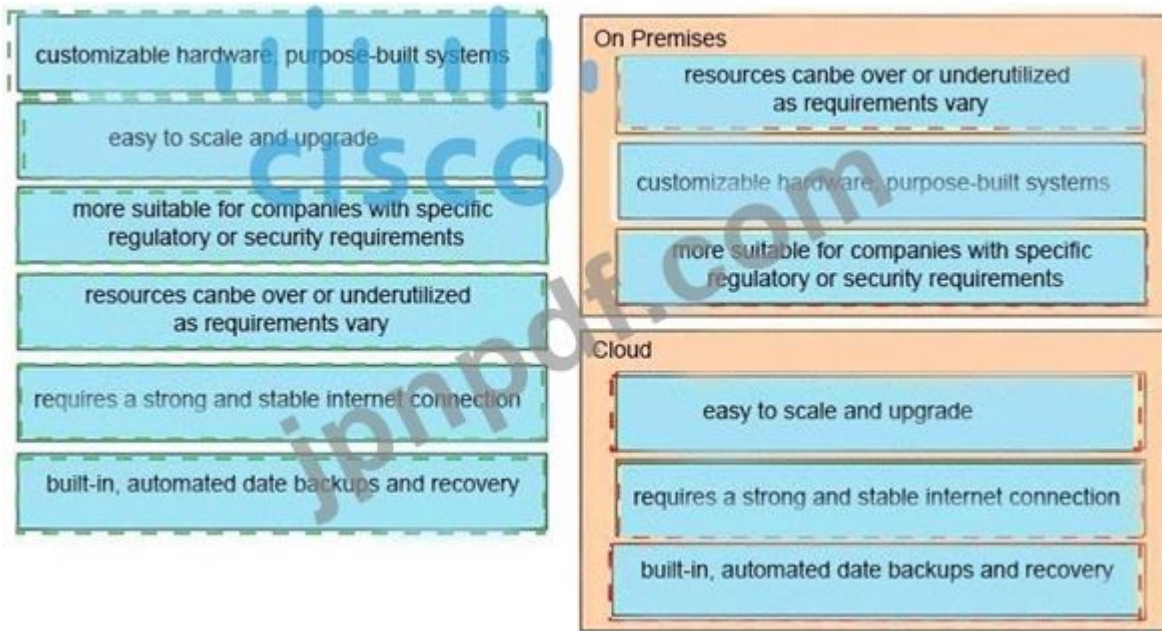 customizable hardware, purpose-built systems
easy to scale and upgrade
CISCO
more suitable for companies with specific
regulatory or security requirements
resources canbe over or underutilized
as requirements vary
requires a strong and stable internet connection
built-in, automated date backups and recovery
On Premises
resources canbe over or underutilized
as requirements vary
customizable hardware, purpose-built systems
more suitable for companies with specific
regulatory or security requirements
Cloud
easy to scale and upgrade
requires a strong and stable internet connection
built-in, automated date backups and recovery
jpnpdf.com